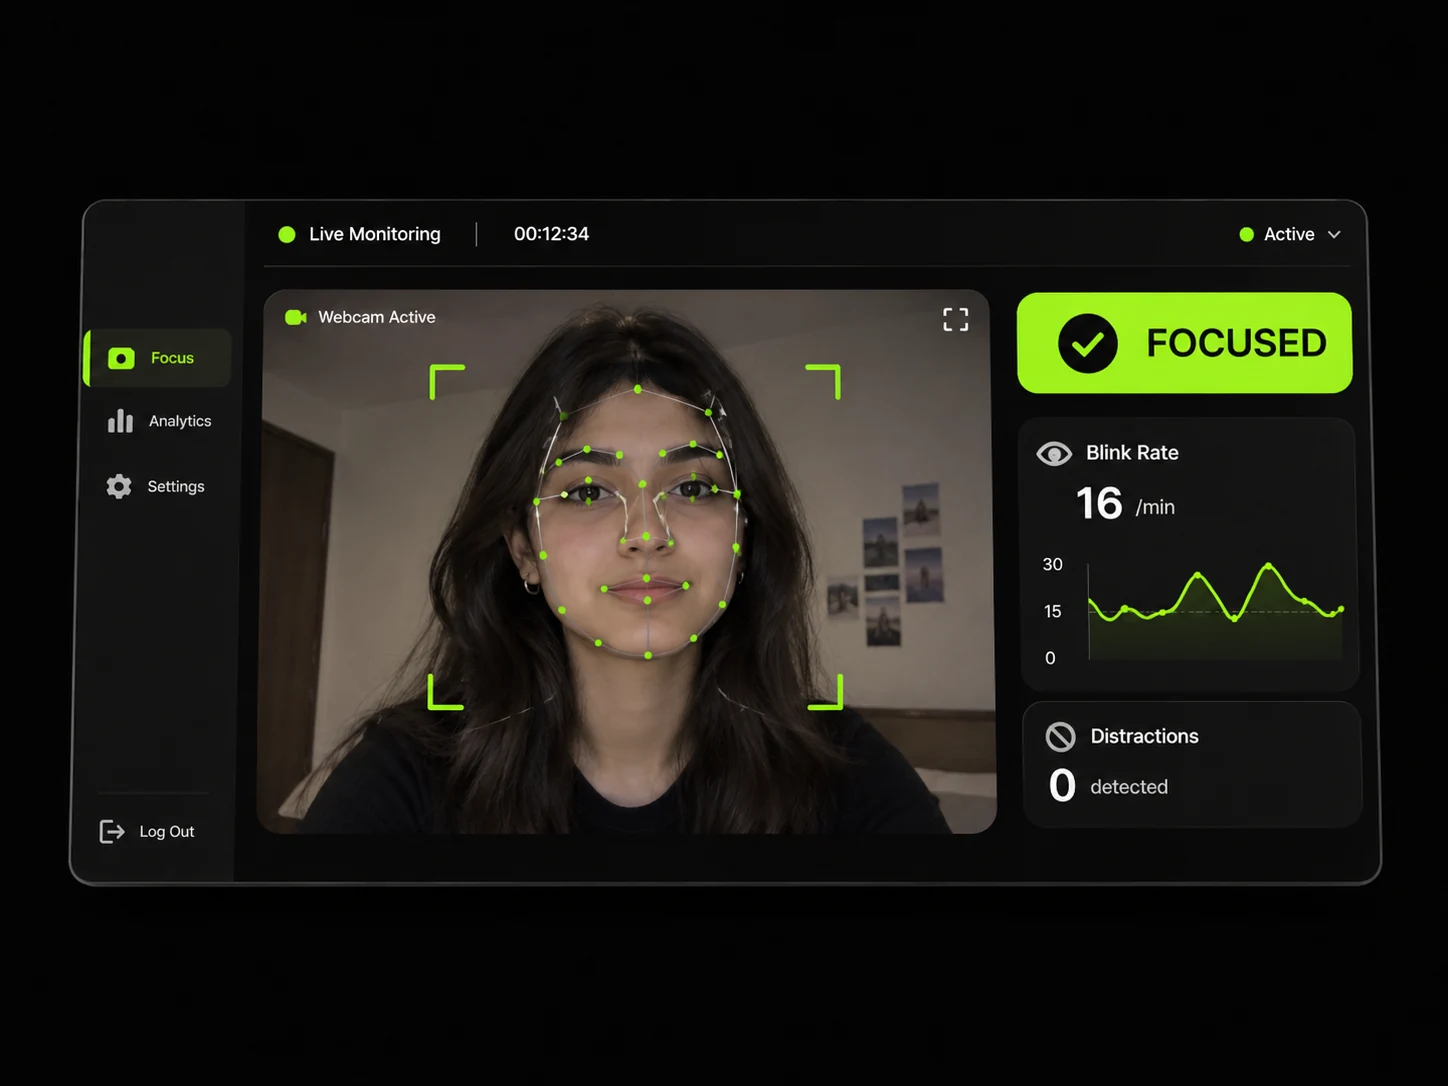 Live Monitoring
00:12:34
Active
Focus
Analytics
Settings
Log Out
Webcam Active
FOCUSED
Blink Rate
16 /min
30
15
0
Distractions
0 detected